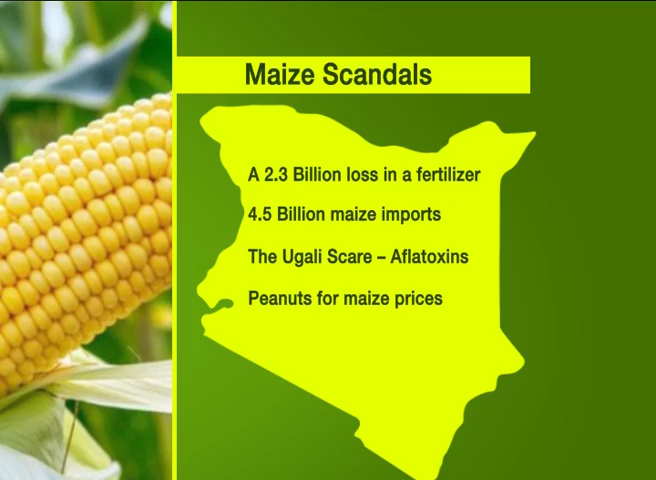 Maize Scandals
A 2.3 Billion loss in a fertilizer
4.5 Billion maize imports
The Ugali Scare – Aflatoxins
Peanuts for maize prices